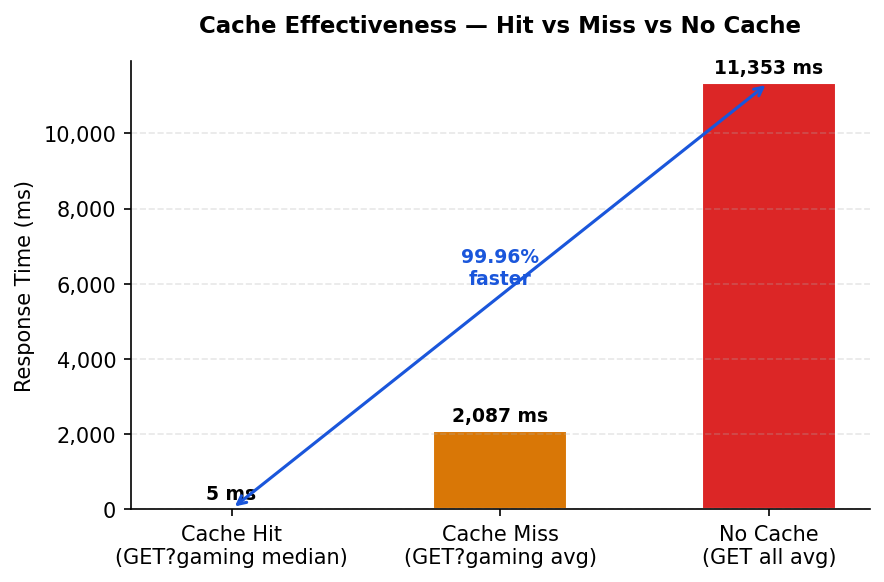 Cache Effectiveness — Hit vs Miss vs No Cache
11,353 ms
10,000
8,000
99.96%
faster
6,000
Response Time (ms)
4,000
2,087 ms
2,000
5 ms
0
Cache Hit
(GET?gaming median)
Cache Miss
(GET?gaming avg)
No Cache
(GET all avg)